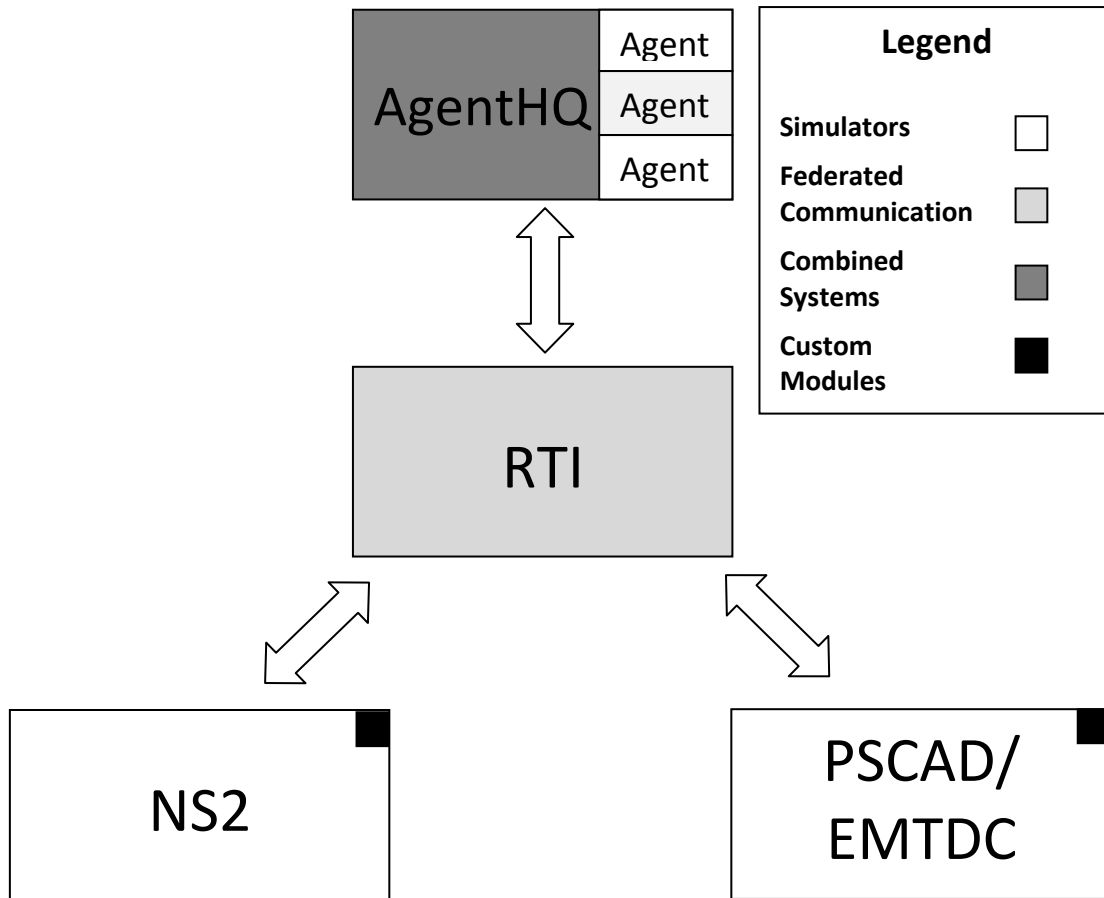 AgentHQ
Agent
Agent
Agent
Legend
Simulators
Federated
Communication
Combined
Systems
Custom
Modules
RTI
NS2
PSCAD/
EMTDC